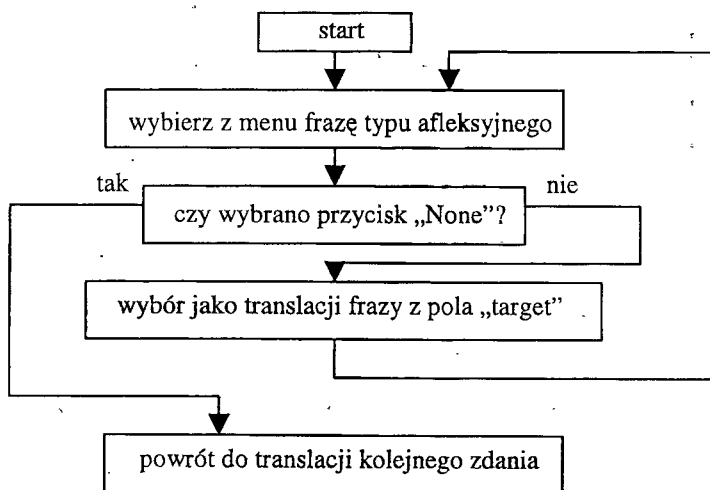 start
wybierz z menu frazę typu afleksyjnego
tak
nie
czy wybrano przycisk „None”?
wybór jako translacji frazy z pola „target”
powrót do translacji kolejnego zdania